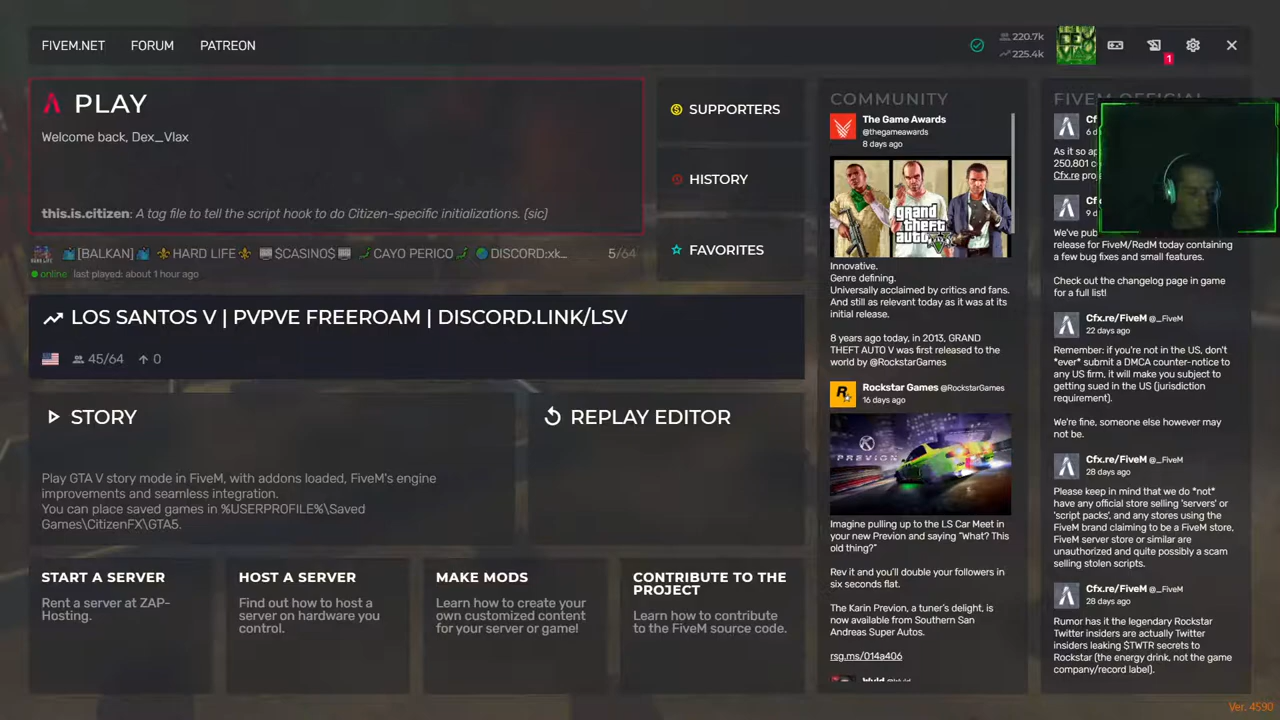 FIVEM.NET FORUM PATREON
220.7k
225.4k
1
PLAY
Welcome back, Dex_Vlax
this.is.citizen: A tag file to tell the script hook to do Citizen-specific initializations. (sic)
[BALKAN] HARD LIFE $CASINO$ CAYO PERICO DISCORD:xk... 5/64
online last played: about 1 hour ago
SUPPORTERS
HISTORY
FAVORITES
LOS SANTOS V | PVPVE FREEROAM | DISCORD.LINK/LSV
45/64 0
STORY
Play GTA V story mode in FiveM, with addons loaded, FiveM's engine
improvements and seamless integration.
You can place saved games in %USERPROFILE%\Saved
Games\CitizenFX\GTA5.
REPLAY EDITOR
START A SERVER
Rent a server at ZAP-
Hosting.
HOST A SERVER
Find out how to host a
server on hardware you
control.
MAKE MODS
Learn how to create your
own customized content
for your server or game!
CONTRIBUTE TO THE
PROJECT
Learn how to contribute
to the FiveM source code.
COMMUNITY
The Game Awards
@thegameawards
8 days ago
grand
theft
auto
Innovative.
Genre defining.
Universally acclaimed by critics and fans.
And still as relevant today as it was at its
initial release.
8 years ago today, in 2013, GRAND
THEFT AUTO V was first released to the
world by @RockstarGames
Rockstar Games @RockstarGames
16 days ago
PREVION
Imagine pulling up to the LS Car Meet in
your new Previon and saying "What? This
old thing?"
Rev it and you'll double your followers in
six seconds flat.
The Karin Previon, a tuner's delight, is
now available from Southern San
Andreas Super Autos.
rsg.ms/014a406
FIVEM OFFICIAL
As it so ap
250,801 c
Cfx.re pro
We've pub
release for FiveM/RedM today containing
a few bug fixes and small features.
Check out the changelog page in game
for a full list!
Cfx.re/FiveM @_FiveM
22 days ago
Remember: if you're not in the US, don't
*ever* submit a DMCA counter-notice to
any US firm, it will make you subject to
getting sued in the US (jurisdiction
requirement).
We're fine, someone else however may
not be.
Cfx.re/FiveM @_FiveM
28 days ago
Please keep in mind that we do *not*
have any official store selling 'servers' or
'script packs', and any stores using the
FiveM brand claiming to be a FiveM store,
FiveM server store or similar are
unauthorized and quite possibly a scam
selling stolen scripts.
Cfx.re/FiveM @_FiveM
28 days ago
Rumor has it the legendary Rockstar
Twitter insiders are actually Twitter
insiders leaking $TWTR secrets to
Rockstar (the energy drink, not the game
company/record label).
Ver. 4590